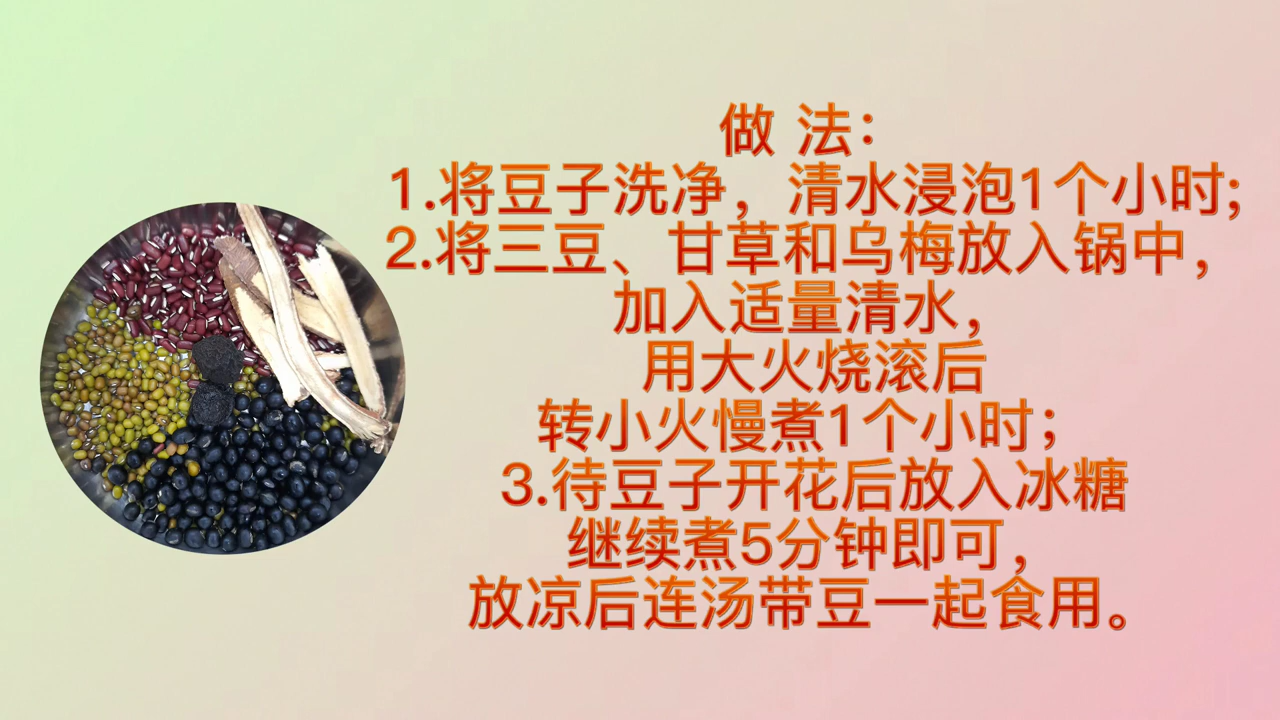 做 法：
1.将豆子洗净，清水浸泡1个小时;
2.将三豆、甘草和乌梅放入锅中，
加入适量清水，
用大火烧滚后
转小火慢煮1个小时；
3.待豆子开花后放入冰糖
继续煮5分钟即可，
放凉后连汤带豆一起食用。